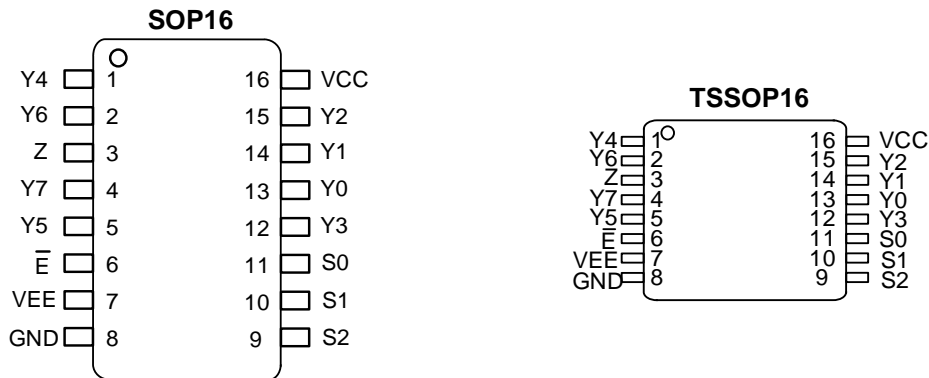 SOP16
Y4 1 16 VCC
Y6 2 15 Y2
Z 3 14 Y1
Y7 4 13 Y0
Y5 5 12 Y3
E̅ 6 11 S0
VEE 7 10 S1
GND 8 9 S2
TSSOP16
Y4 1 16 VCC
Y6 2 15 Y2
Z 3 14 Y1
Y7 4 13 Y0
Y5 5 12 Y3
E̅ 6 11 S0
VEE 7 10 S1
GND 8 9 S2